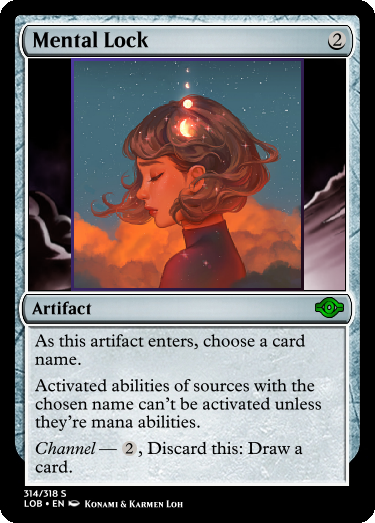 Mental Lock 2
Artifact
As this artifact enters, choose a card
name.
Activated abilities of sources with the
chosen name can't be activated unless
they're mana abilities.
Channel — 2, Discard this: Draw a
card.
314/318 S
LOB • EN Konami & Karmen Loh